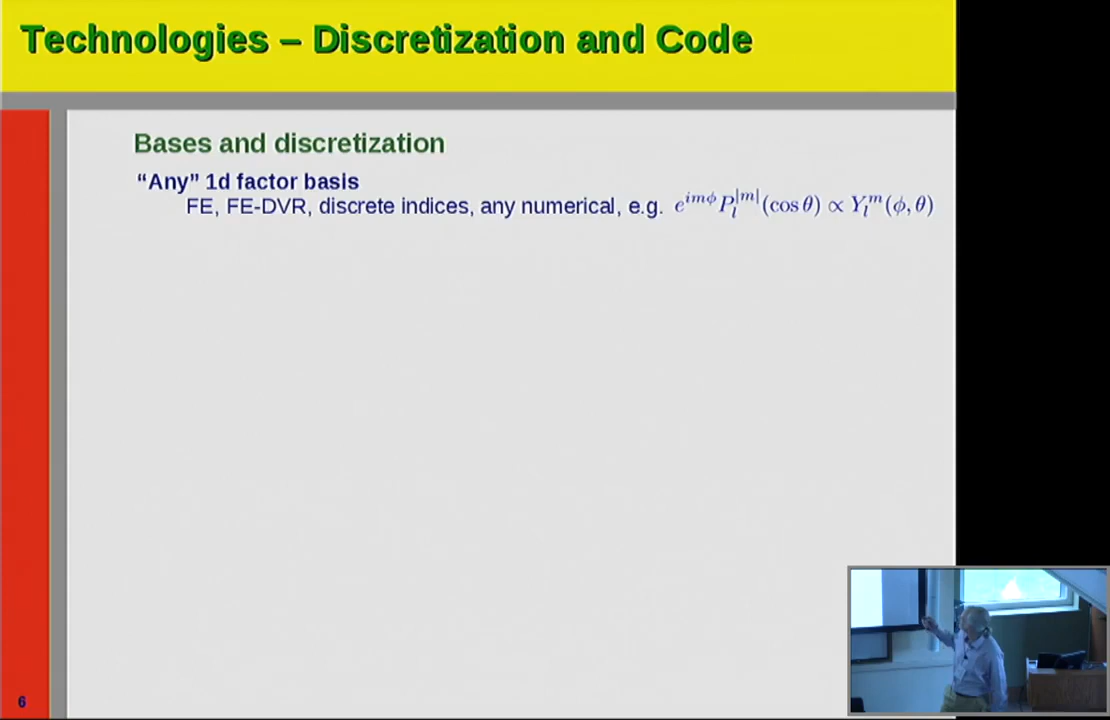 Technologies – Discretization and Code
Bases and discretization
“Any” 1d factor basis
FE, FE-DVR, discrete indices, any numerical, e.g. $e^{im\phi} P_l^{|m|}(\cos\theta) \propto Y_l^m(\phi,\theta)$
6